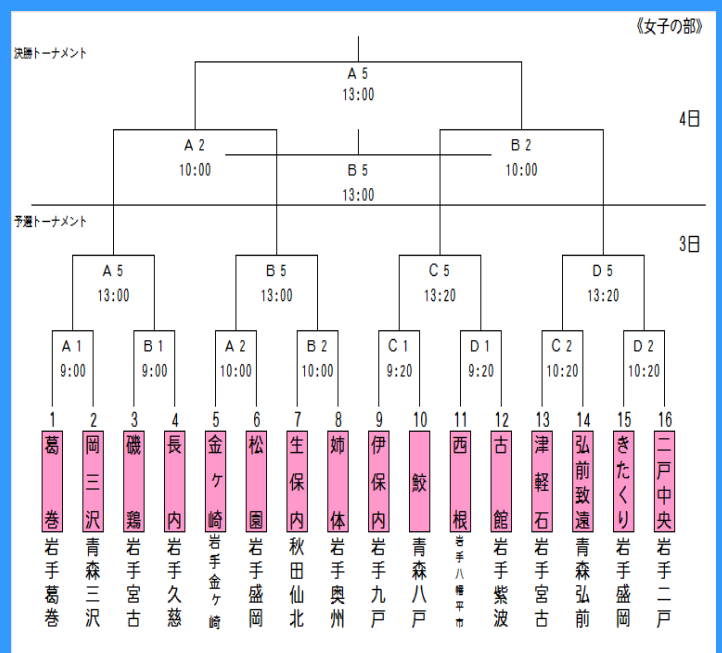 《女子の部》
決勝トーナメント
A 5
13:00
4日
A 2
10:00
B 2
10:00
B 5
13:00
予選トーナメント
3日
A 5
13:00
B 5
13:00
C 5
13:20
D 5
13:20
A 1
9:00
B 1
9:00
A 2
10:00
B 2
10:00
C 1
9:20
D 1
9:20
C 2
10:20
D 2
10:20
1
2
3
4
5
6
7
8
9
10
11
12
13
14
15
16
葛巻
岡三沢
磯鶏
長内
金ケ崎
松園
生保内
姉体
伊保内
鮫
西根
古館
津軽石
弘前致遠
きたくり
二戸中央
岩手葛巻
青森三沢
岩手宮古
岩手久慈
岩手金ケ崎
岩手盛岡
秋田仙北
岩手奥州
岩手九戸
青森八戸
岩手八幡平市
岩手紫波
岩手宮古
青森弘前
岩手盛岡
岩手二戸